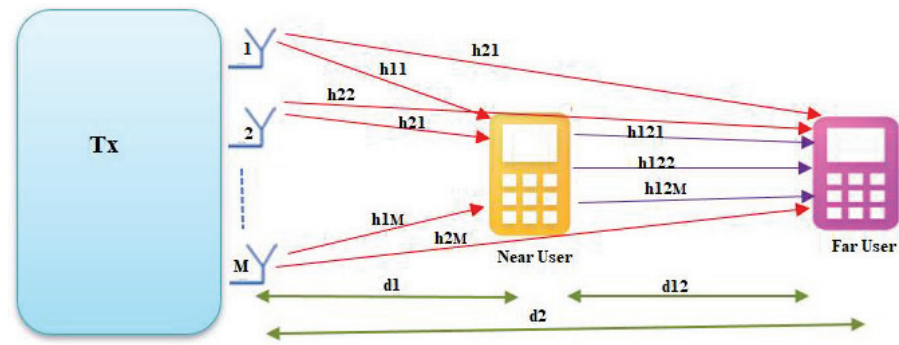 1
h21
h11
h22
2
h21
Tx
h121
h122
h12M
h1M
h2M
M
Near User
Far User
d1
d12
d2